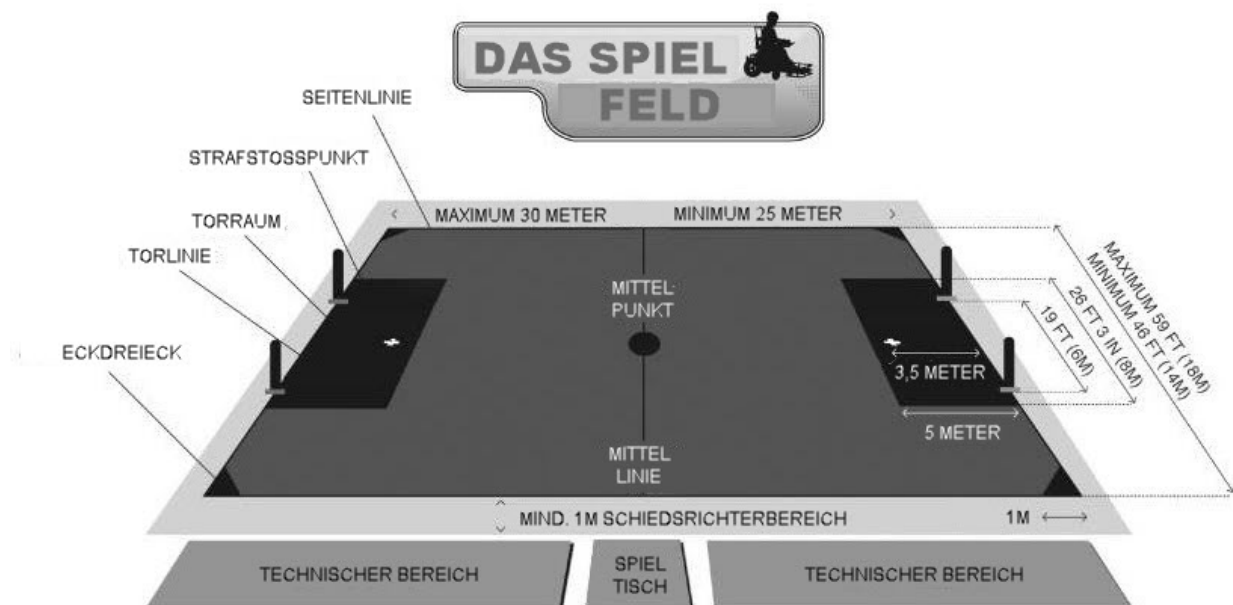 DAS SPIEL
FELD
SEITENLINIE
STRAFSTOSSPUNKT
TORRAUM
TORLINIE
ECKDREIECK
MAXIMUM 30 METER
MINIMUM 25 METER
MITTEL-
PUNKT
MITTEL
LINIE
3,5 METER
5 METER
19 FT (6M)
26 FT 3 IN (8M)
MAXIMUM 59 FT (18M)
MINIMUM 46 FT (14M)
MIND. 1M SCHIEDSRICHTERBEREICH
1M
TECHNISCHER BEREICH
SPIEL
TISCH
TECHNISCHER BEREICH